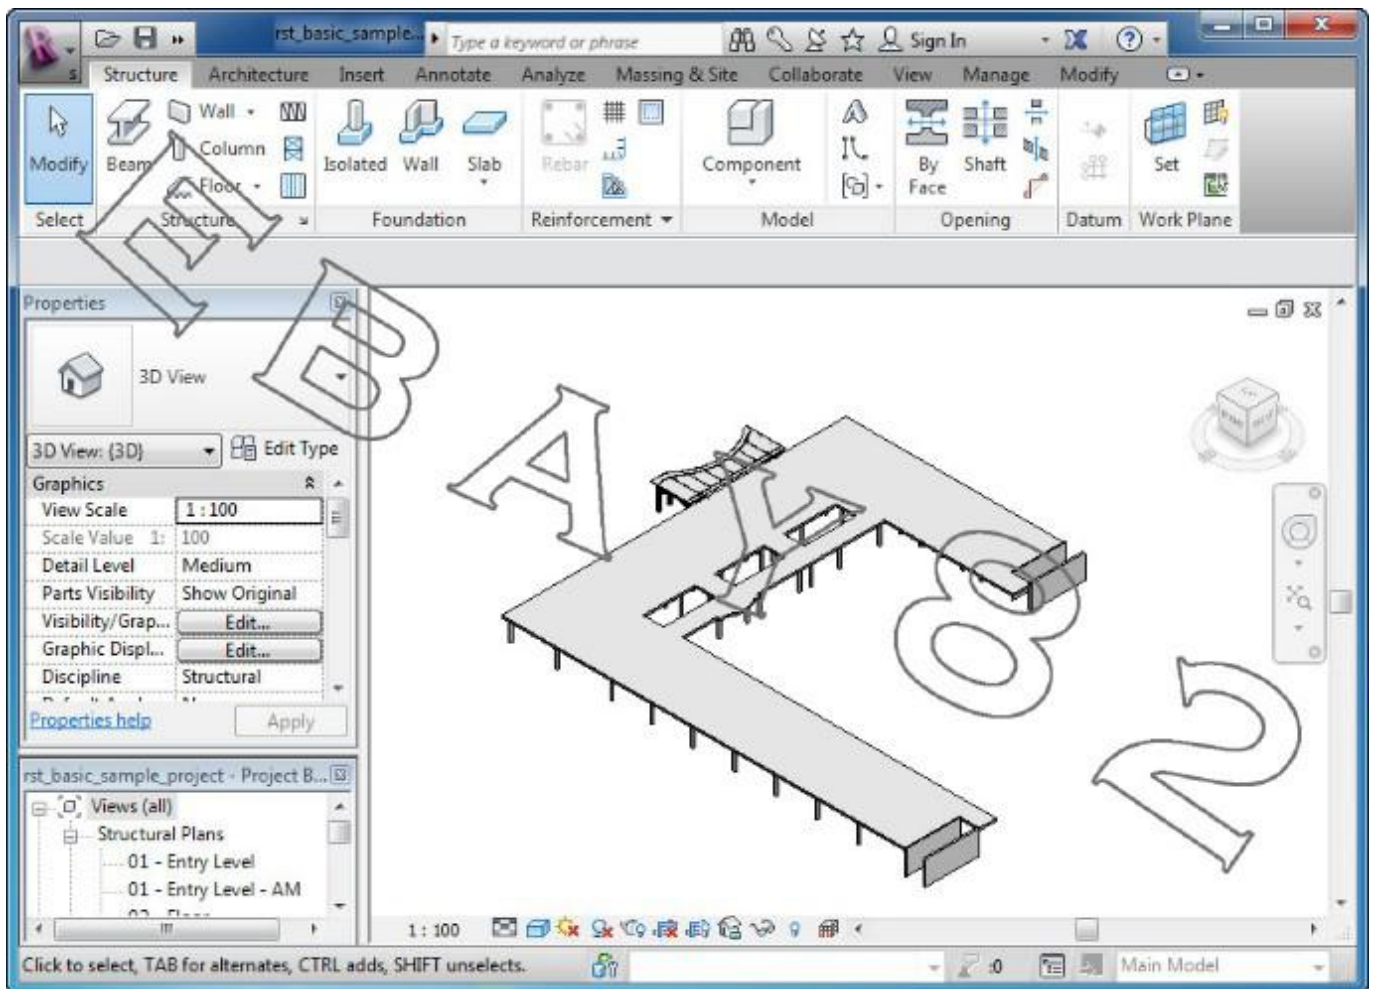 rst_basic_sample...
Type a keyword or phrase
Sign In
Structure Architecture Insert Annotate Analyze Massing & Site Collaborate View Manage Modify
S
Modify Beam Wall Column Floor Isolated Wall Slab Rebar Component By Face Shaft Set
Select Structure Foundation Reinforcement Model Opening Datum Work Plane
Properties
3D View
3D View: {3D} Edit Type
Graphics
View Scale 1 : 100
Scale Value 1: 100
Detail Level Medium
Parts Visibility Show Original
Visibility/Grap... Edit...
Graphic Displ... Edit...
Discipline Structural
Properties help Apply
rst_basic_sample_project - Project B...
Views (all)
Structural Plans
01 - Entry Level
01 - Entry Level - AM
1 : 100
Click to select, TAB for alternates, CTRL adds, SHIFT unselects.
:0
Main Model